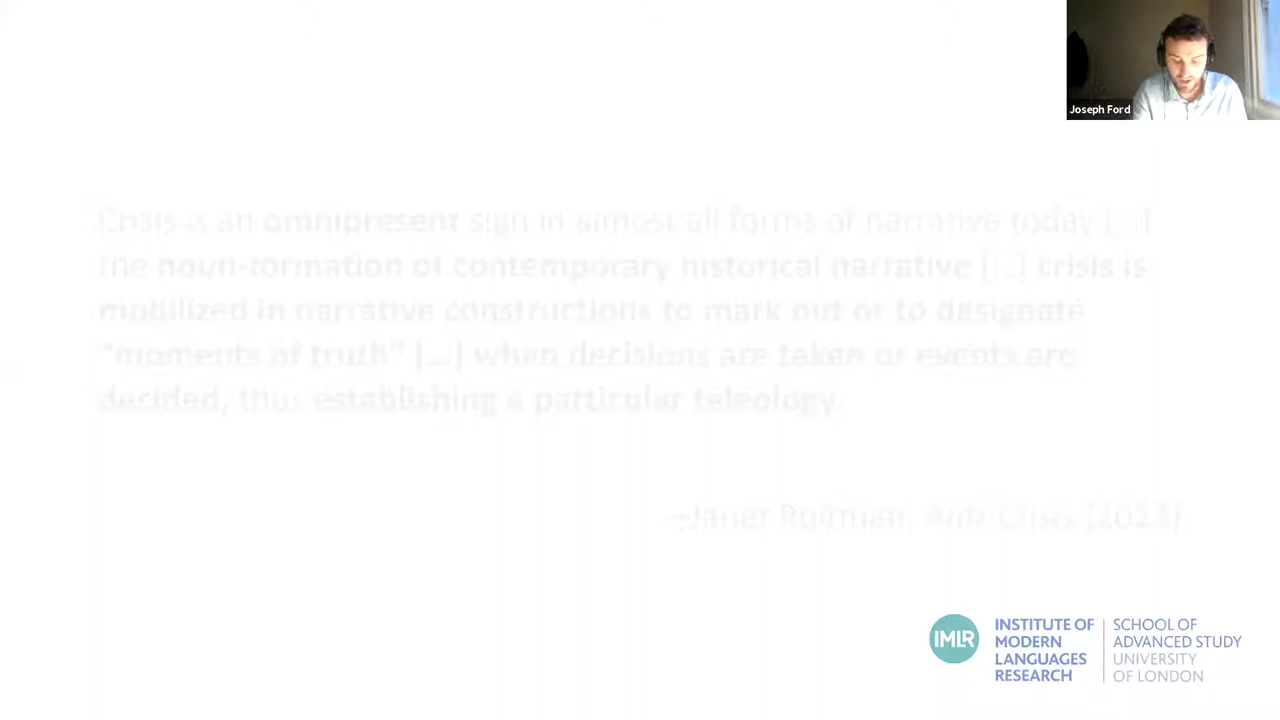 Joseph Ford
Crisis is an omnipresent sign in almost all forms of narrative today [...]
the noun-formation of contemporary historical narrative [...] crisis is
mobilized in narrative constructions to mark out or to designate
"moments of truth" [...] when decisions are taken or events are
decided, thus establishing a particular teleology.
–Janet Roitman, Anti-Crisis (2013)
IMLR
INSTITUTE OF
MODERN
LANGUAGES
RESEARCH
SCHOOL OF
ADVANCED STUDY
UNIVERSITY
OF LONDON